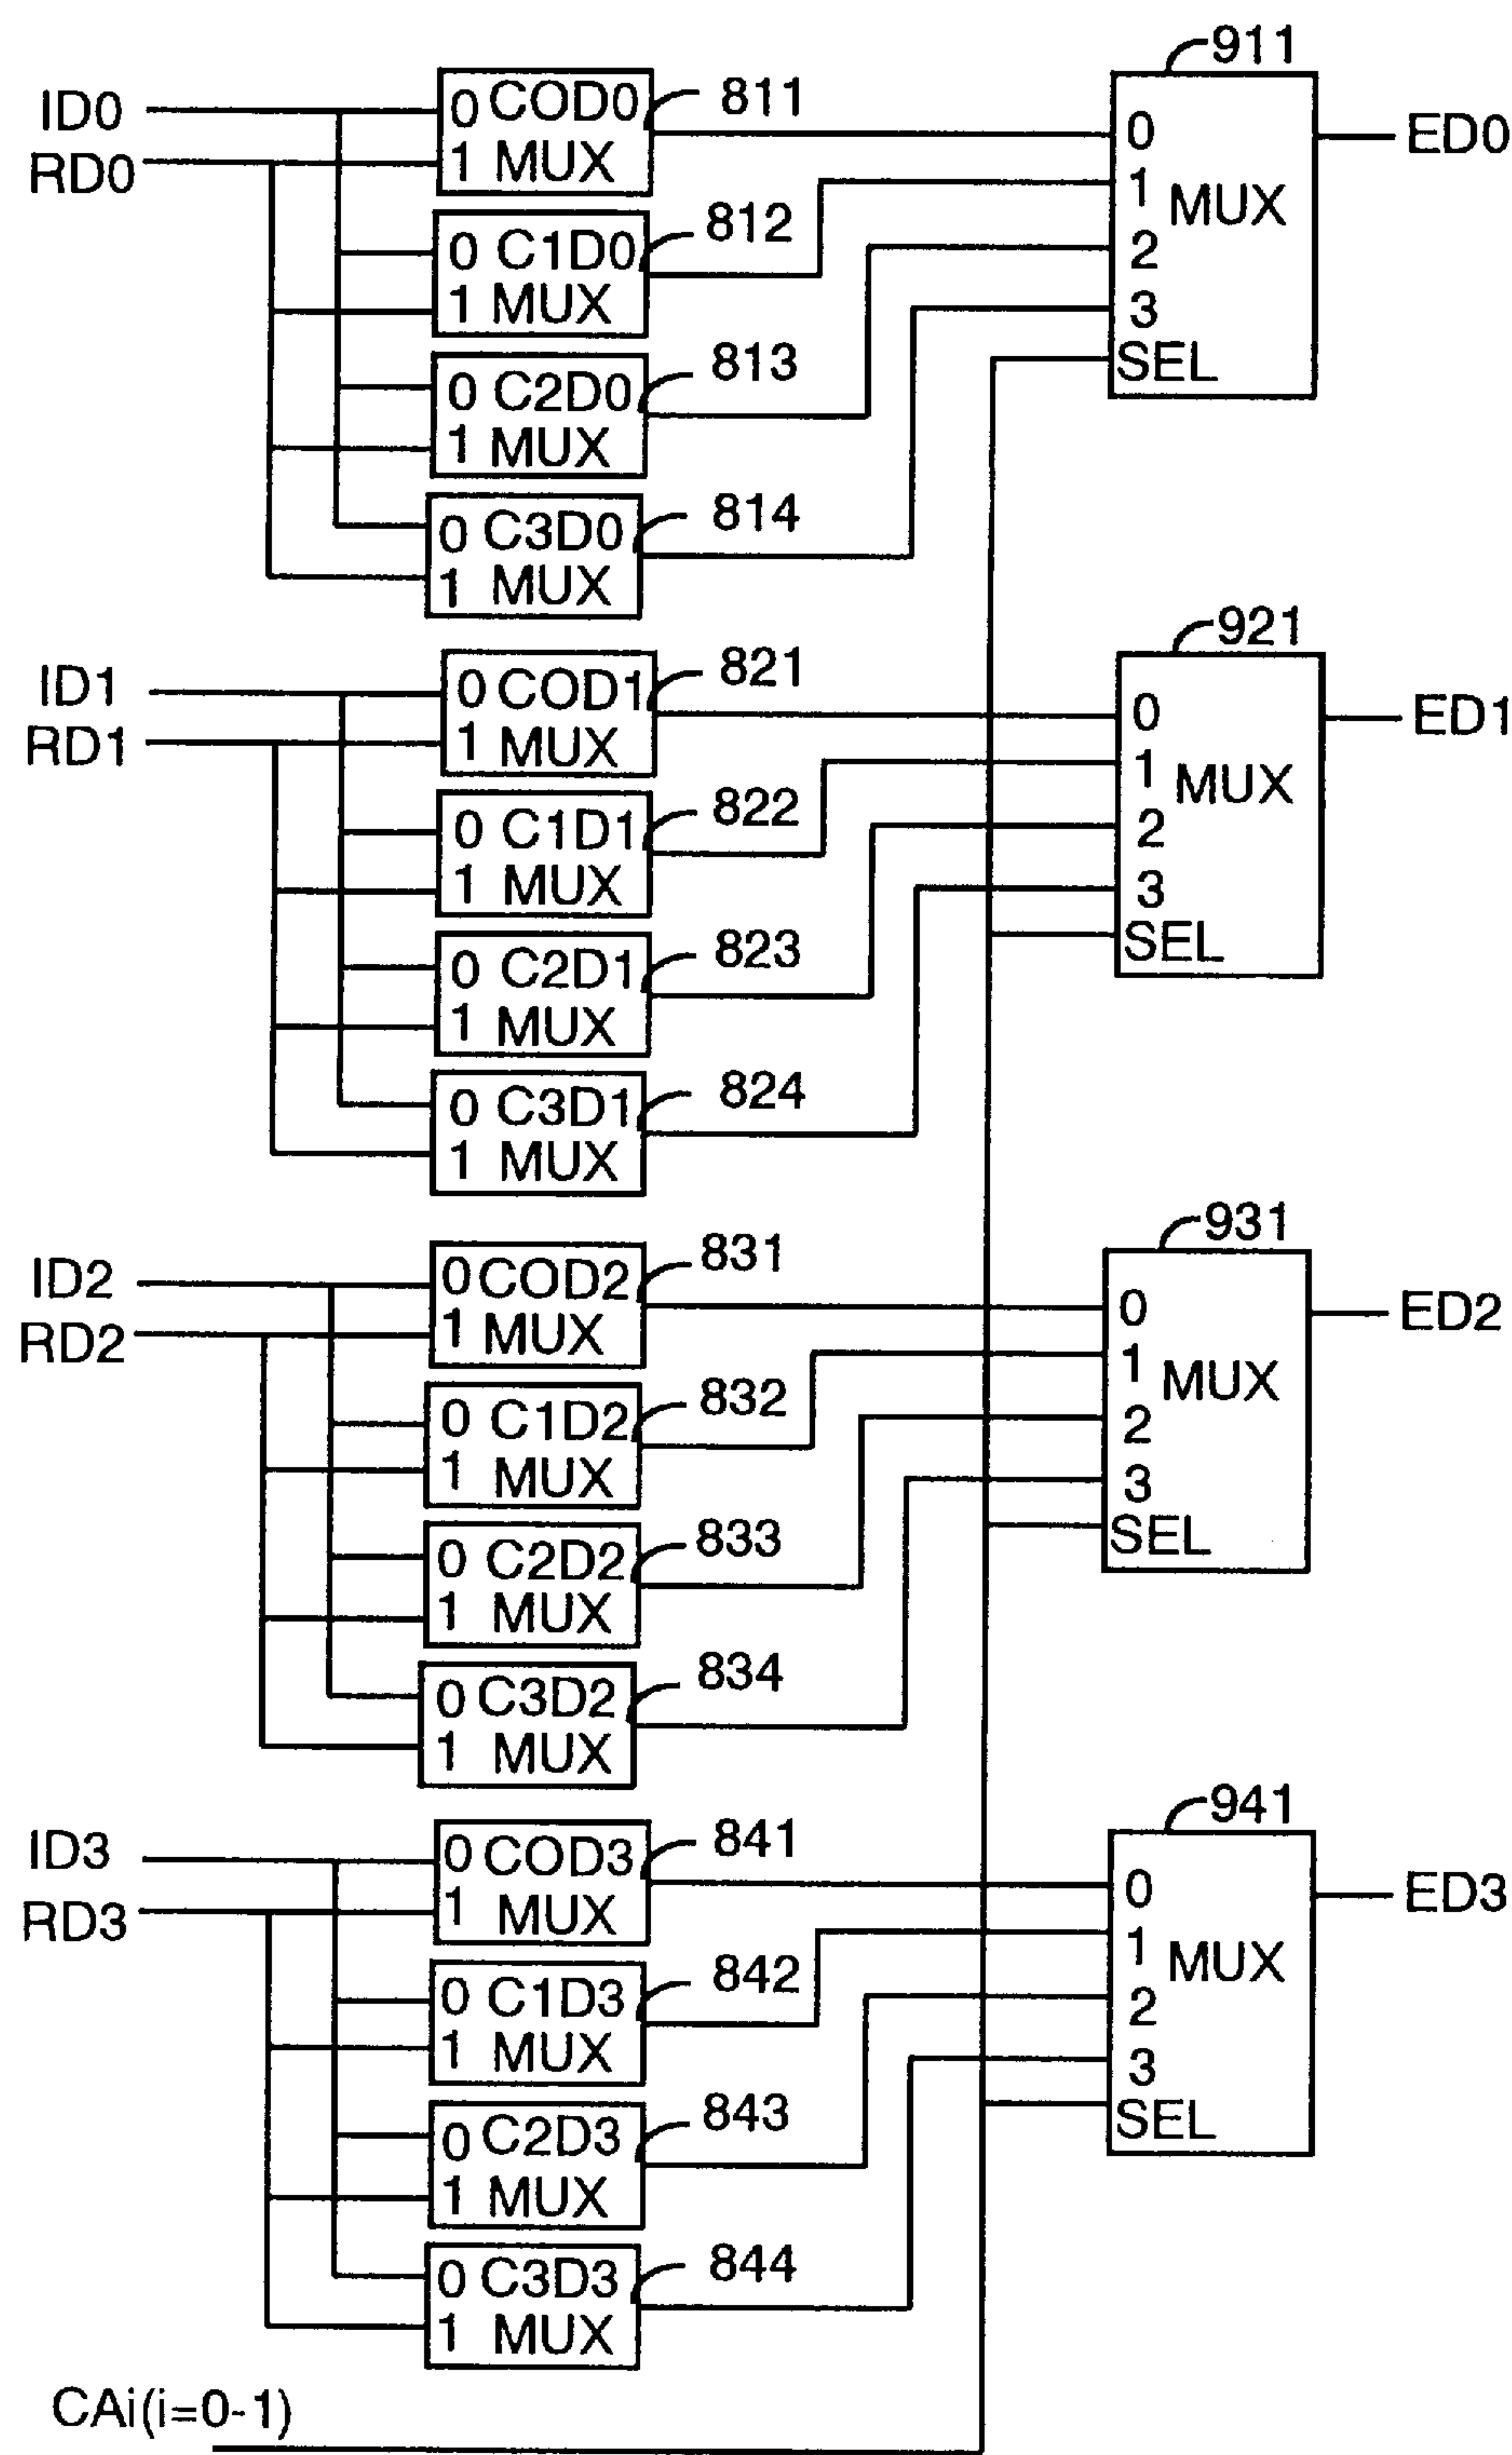 911
ID0
0 COD0
811
0
ED0
RD0
1 MUX
1
MUX
0 C1D0
812
2
1 MUX
3
0 C2D0
813
SEL
1 MUX
0 C3D0
814
1 MUX
921
ID1
0 COD1
821
0
ED1
RD1
1 MUX
1
MUX
0 C1D1
822
2
1 MUX
3
0 C2D1
823
SEL
1 MUX
0 C3D1
824
1 MUX
931
ID2
0 COD2
831
0
ED2
RD2
1 MUX
1
MUX
0 C1D2
832
2
1 MUX
3
0 C2D2
833
SEL
1 MUX
0 C3D2
834
1 MUX
941
ID3
0 COD3
841
0
ED3
RD3
1 MUX
1
MUX
0 C1D3
842
2
1 MUX
3
0 C2D3
843
SEL
1 MUX
0 C3D3
844
1 MUX
CAi(i=0-1)